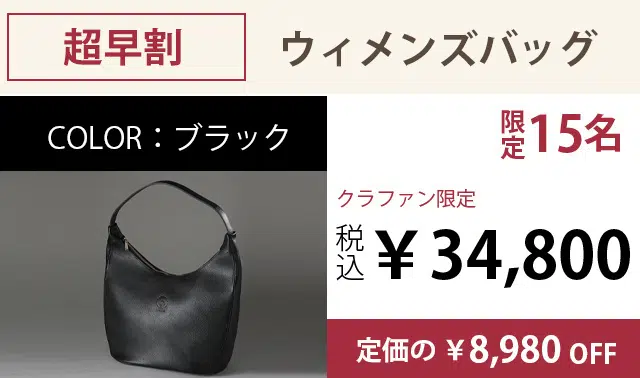 超早割
ウィメンズバッグ
COLOR：ブラック
限定15名
クラファン限定
税込￥34,800
定価の ￥8,980 OFF